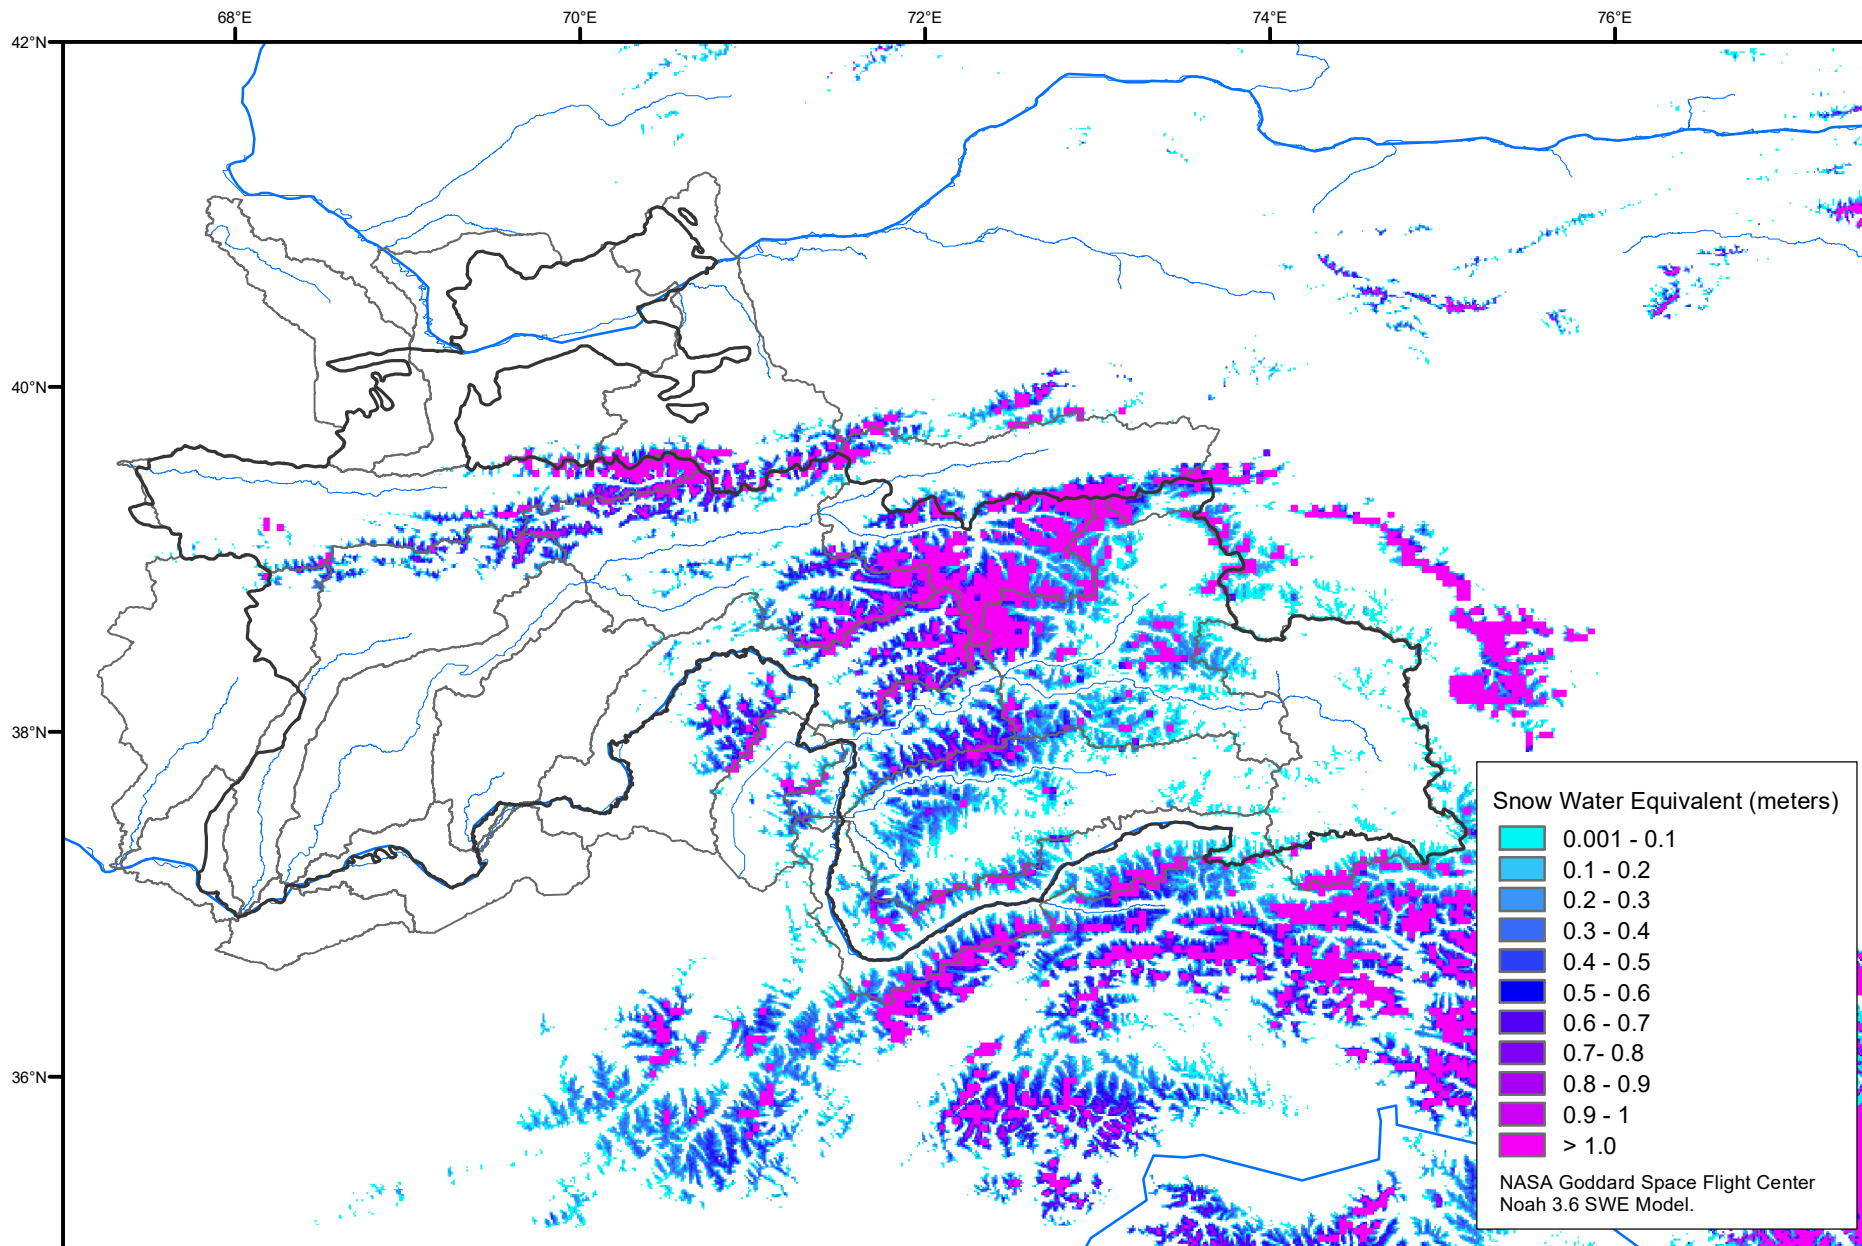 68°E
70°E
72°E
74°E
76°E
42°N
40°N
38°N
36°N
Snow Water Equivalent (meters)
0.001 - 0.1
0.1 - 0.2
0.2 - 0.3
0.3 - 0.4
0.4 - 0.5
0.5 - 0.6
0.6 - 0.7
0.7- 0.8
0.8 - 0.9
0.9 - 1
> 1.0
NASA Goddard Space Flight Center
Noah 3.6 SWE Model.